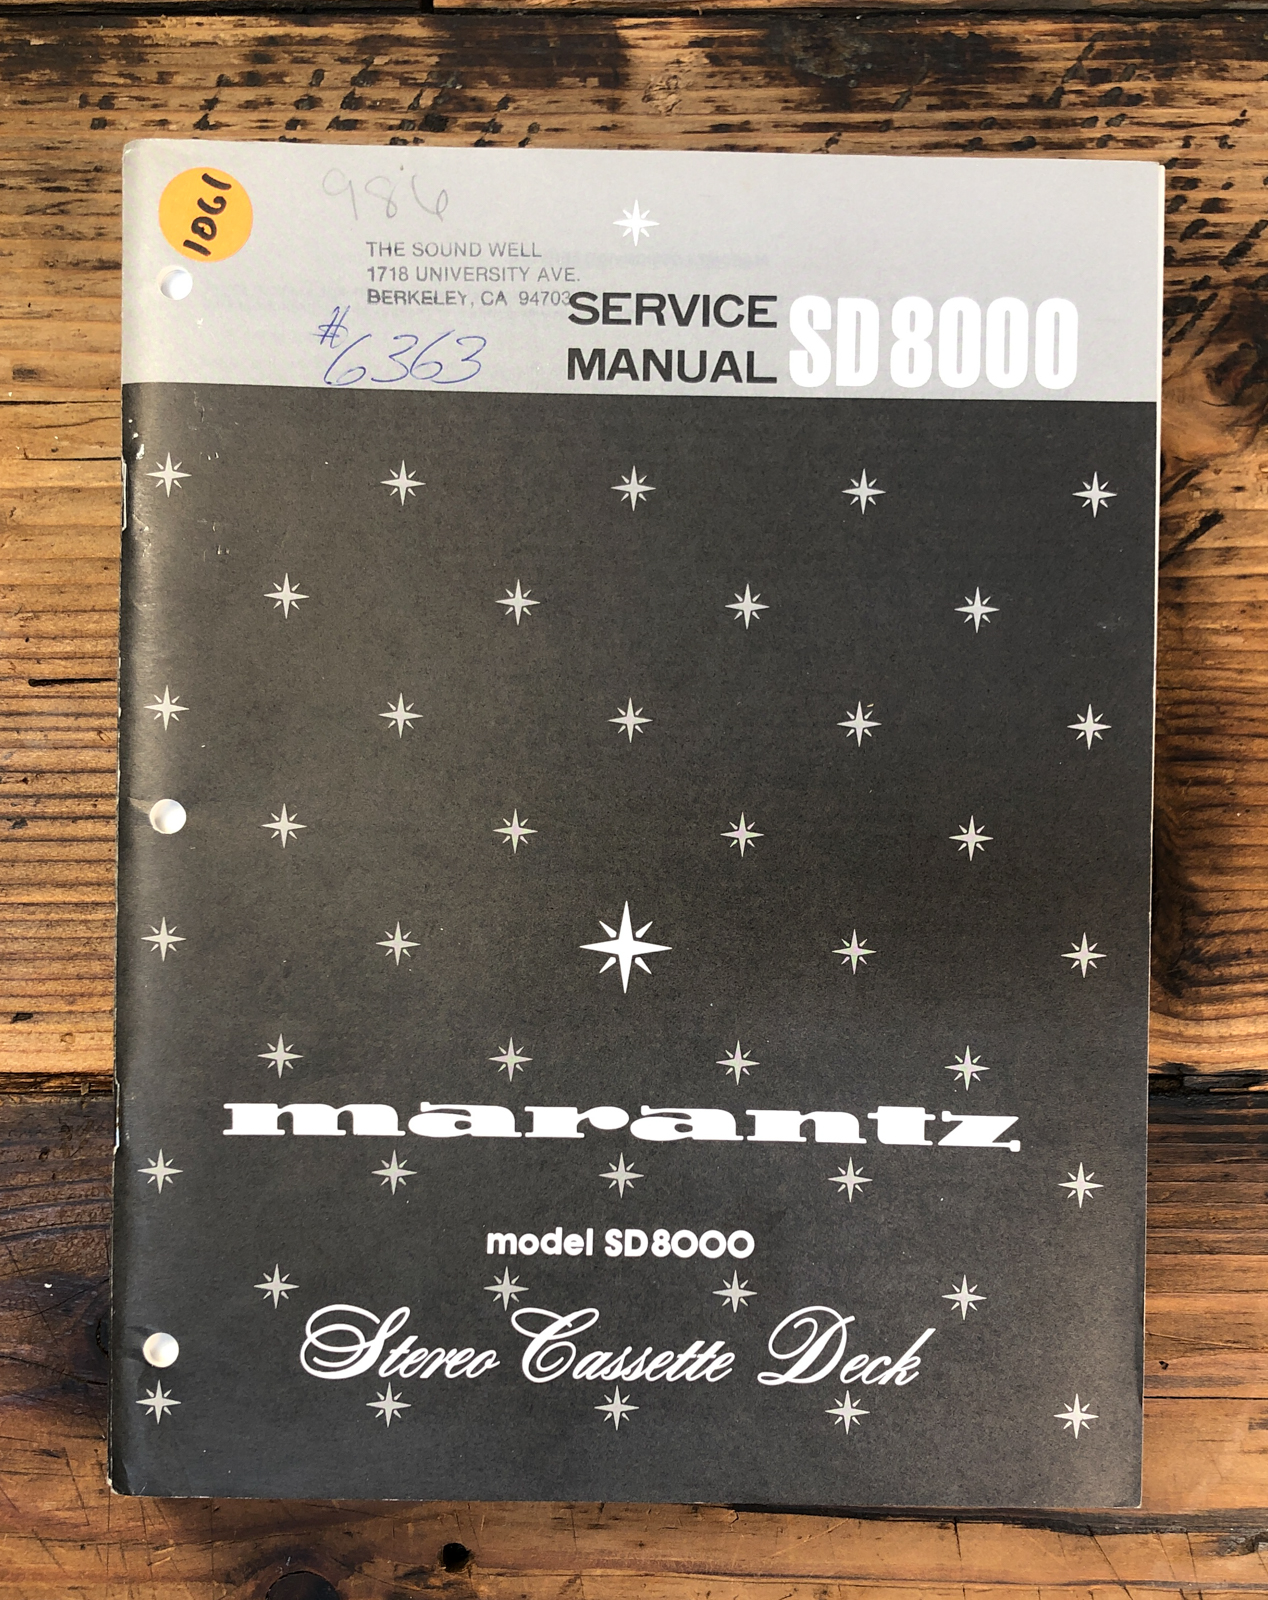 1061
986
THE SOUND WELL
1718 UNIVERSITY AVE.
BERKELEY, CA 94703
#6363
SERVICE
MANUAL SD8000
marantz
model SD8000
Stereo Cassette Deck